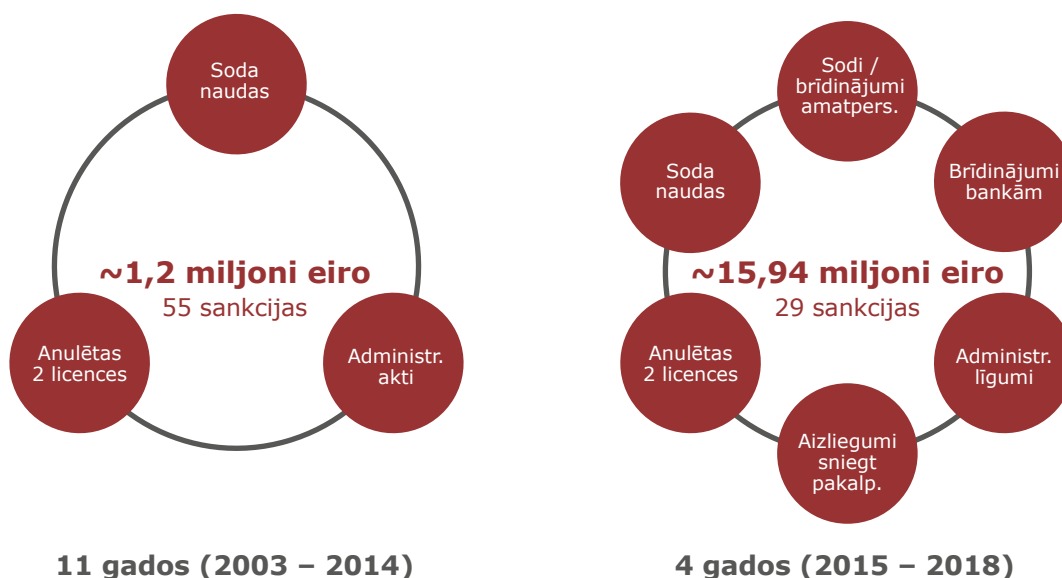 Soda
naudas
~1,2 miljoni eiro
55 sankcijas
Anulētas
2 licences
Administr.
akti
11 gados (2003 – 2014)
Sodi /
brīdinājumi
amatpers.
Soda
naudas
Brīdinājumi
bankām
~15,94 miljoni eiro
29 sankcijas
Anulētas
2 licences
Administr.
līgumi
Aizliegumi
sniegt
pakalp.
4 gados (2015 – 2018)